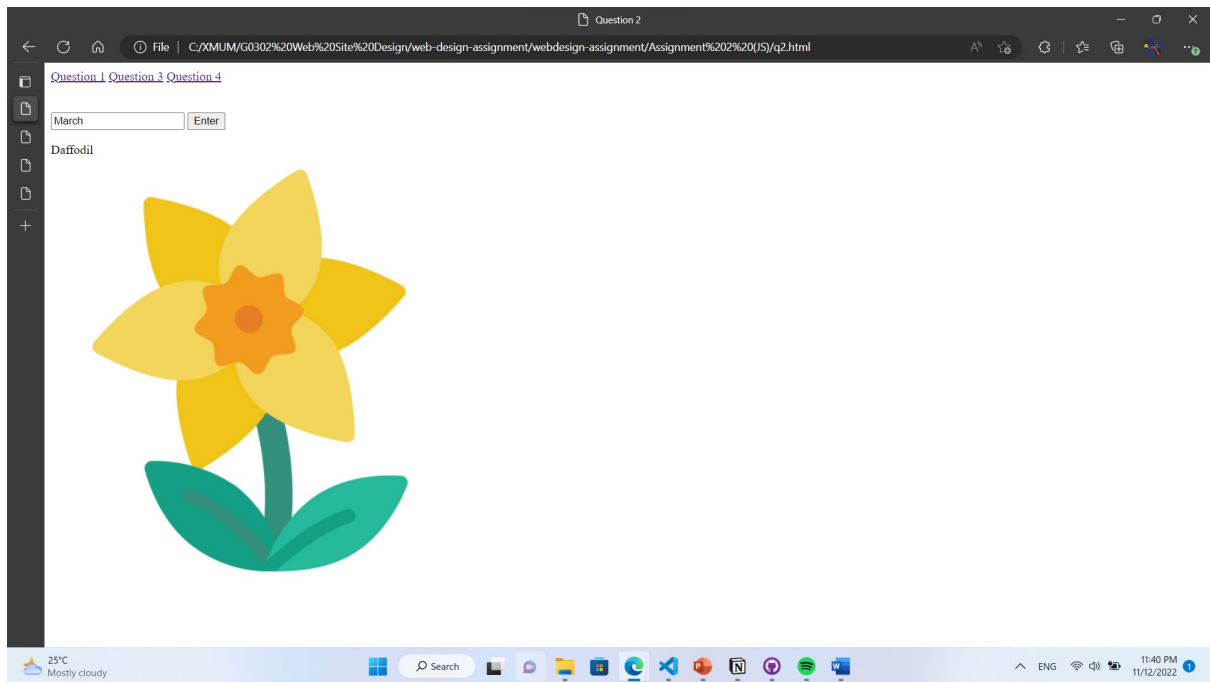 Question 2
File | C:/XMUM/G0302%20Web%20Site%20Design/web-design-assignment/webdesign-assignment/Assignment%202%20(JS)/q2.html
Question 1 Question 3 Question 4
March Enter
Daffodil
25°C
Mostly cloudy
Search
ENG
11:40 PM
11/12/2022
1